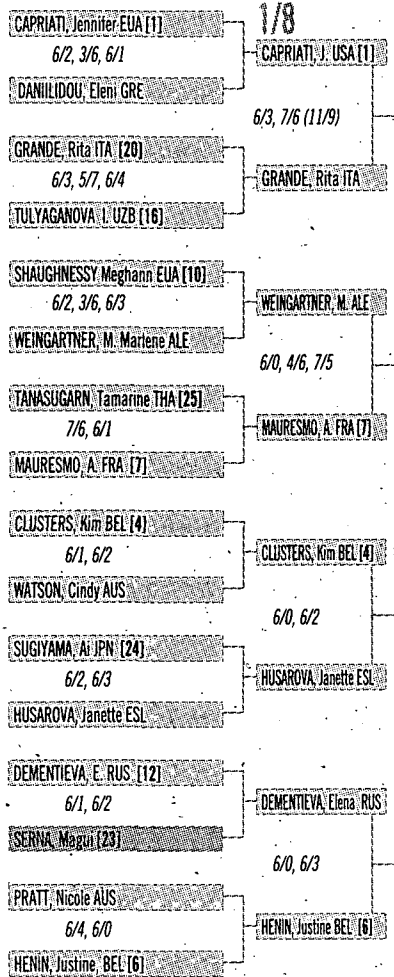 CAPRIATI, Jennifer EUA [1]
6/2, 3/6, 6/1
DANIILIDOU, Eleni GRE
GRANDE, Rita ITA [20]
6/3, 5/7, 6/4
TULYAGANOVA, I. UZB [16]
SHAUGHNESSY Meghann EUA [10]
6/2, 3/6, 6/3
WEINGARTNER, M. Marlene ALE
TANASUGARN, Tamarine THA [25]
7/6, 6/1
MAURESMO, A. FRA [7]
CLUSTERS, Kim BEL [4]
6/1, 6/2
WATSON, Cindy AUS
SUGIYAMA, Ai JPN [24]
6/2, 6/3
HUSAROVA, Janette ESL
DEMENTIEVA, E. RUS [12]
6/1, 6/2
SERNA, Magui [23]
PRATT, Nicole AUS
6/4, 6/0
HENIN, Justine, BEL [6]
1/8
CAPRIATI, J. USA [1]
6/3, 7/6 (11/9)
GRANDE, Rita ITA
WEINGARTNER, M. ALE
6/0, 4/6, 7/5
MAURESMO, A. FRA [7]
CLUSTERS, Kim BEL [4]
6/0, 6/2
HUSAROVA, Janette ESL
DEMENTIEVA, Elena RUS
6/0, 6/3
HENIN, Justine BEL [6]